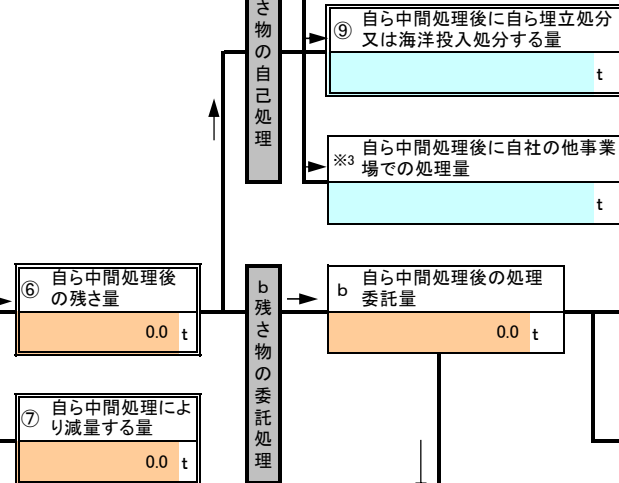 さ物の自己処理
⑨ 自ら中間処理後に自ら埋立処分
又は海洋投入処分する量
t
※3 自ら中間処理後に自社の他事業
場での処理量
t
⑥ 自ら中間処理後
の残さ量
0.0 t
b残さ物の委託処理
b 自ら中間処理後の処理
委託量
0.0 t
⑦ 自ら中間処理によ
り減量する量
0.0 t